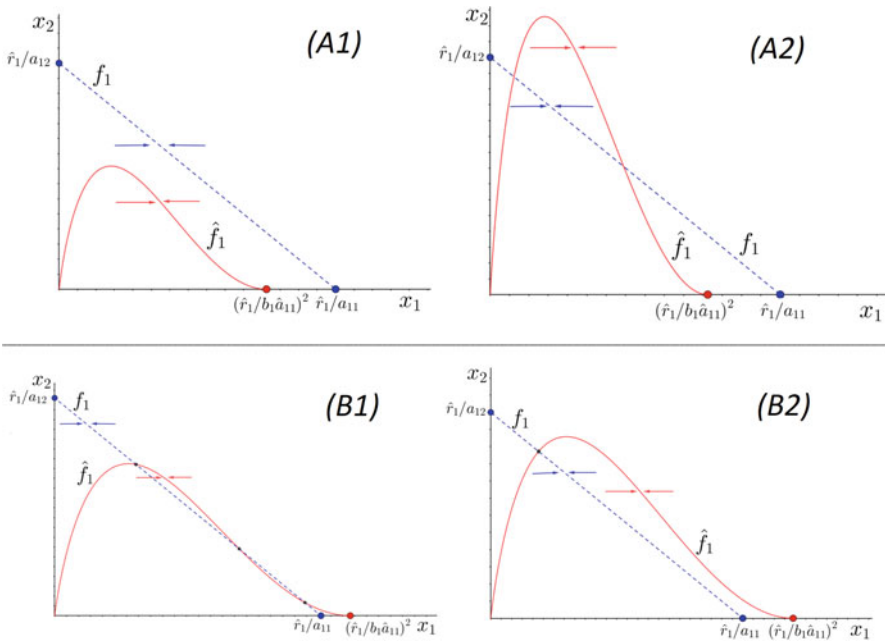 x₂
(A1)
r̂₁/a₁₂
f₁
f̂₁
(r̂₁/b₁â₁₁)²
r̂₁/a₁₁
x₁
x₂
(A2)
r̂₁/a₁₂
f̂₁
f₁
(r̂₁/b₁â₁₁)²
r̂₁/a₁₁
x₁
x₂
(B1)
r̂₁/a₁₂
f₁
f̂₁
r̂₁/a₁₁
(r̂₁/b₁â₁₁)²
x₁
x₂
(B2)
r̂₁/a₁₂
f₁
f̂₁
r̂₁/a₁₁
(r̂₁/b₁â₁₁)²
x₁